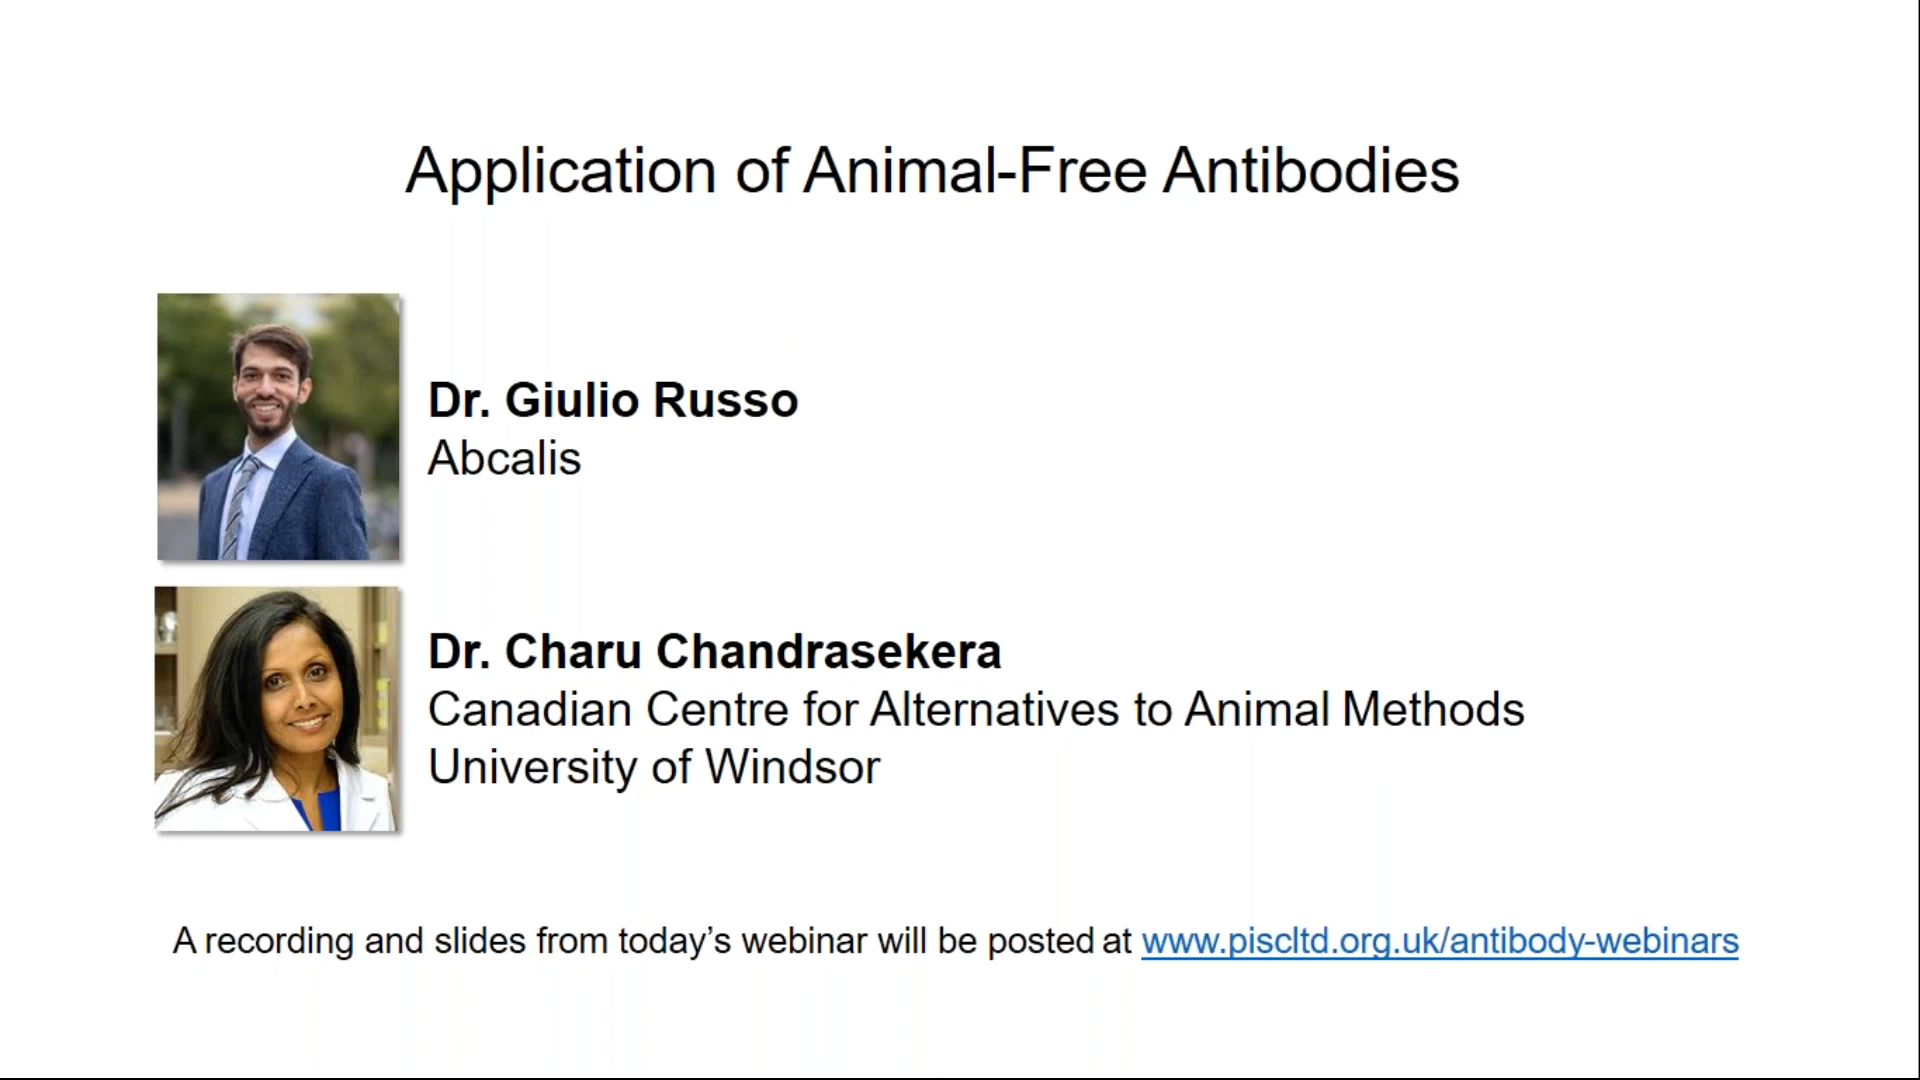 Application of Animal-Free Antibodies
Dr. Giulio Russo
Abcalis
Dr. Charu Chandrasekera
Canadian Centre for Alternatives to Animal Methods
University of Windsor
A recording and slides from today’s webinar will be posted at www.piscltd.org.uk/antibody-webinars